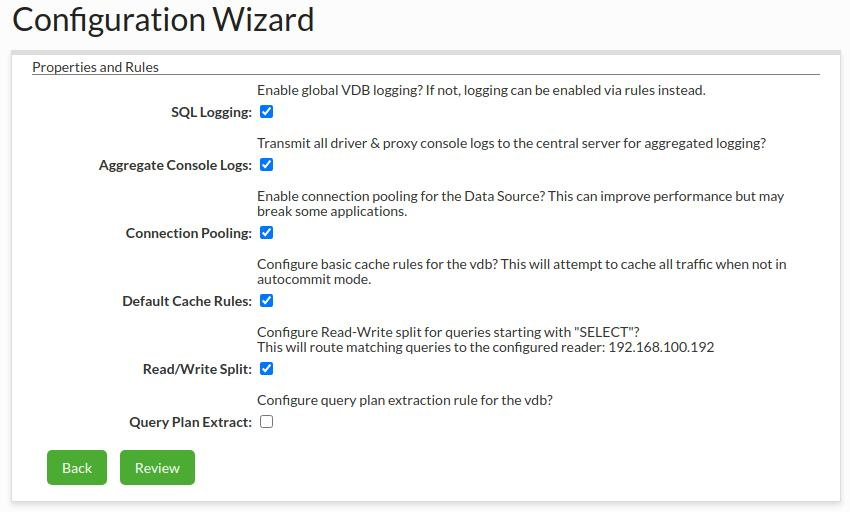 Configuration Wizard
Properties and Rules
Enable global VDB logging? If not, logging can be enabled via rules instead.
SQL Logging:
Transmit all driver & proxy console logs to the central server for aggregated logging?
Aggregate Console Logs:
Enable connection pooling for the Data Source? This can improve performance but may
break some applications.
Connection Pooling:
Configure basic cache rules for the vdb? This will attempt to cache all traffic when not in
autocommit mode.
Default Cache Rules:
Configure Read-Write split for queries starting with "SELECT"?
This will route matching queries to the configured reader: 192.168.100.192
Read/Write Split:
Configure query plan extraction rule for the vdb?
Query Plan Extract:
Back Review